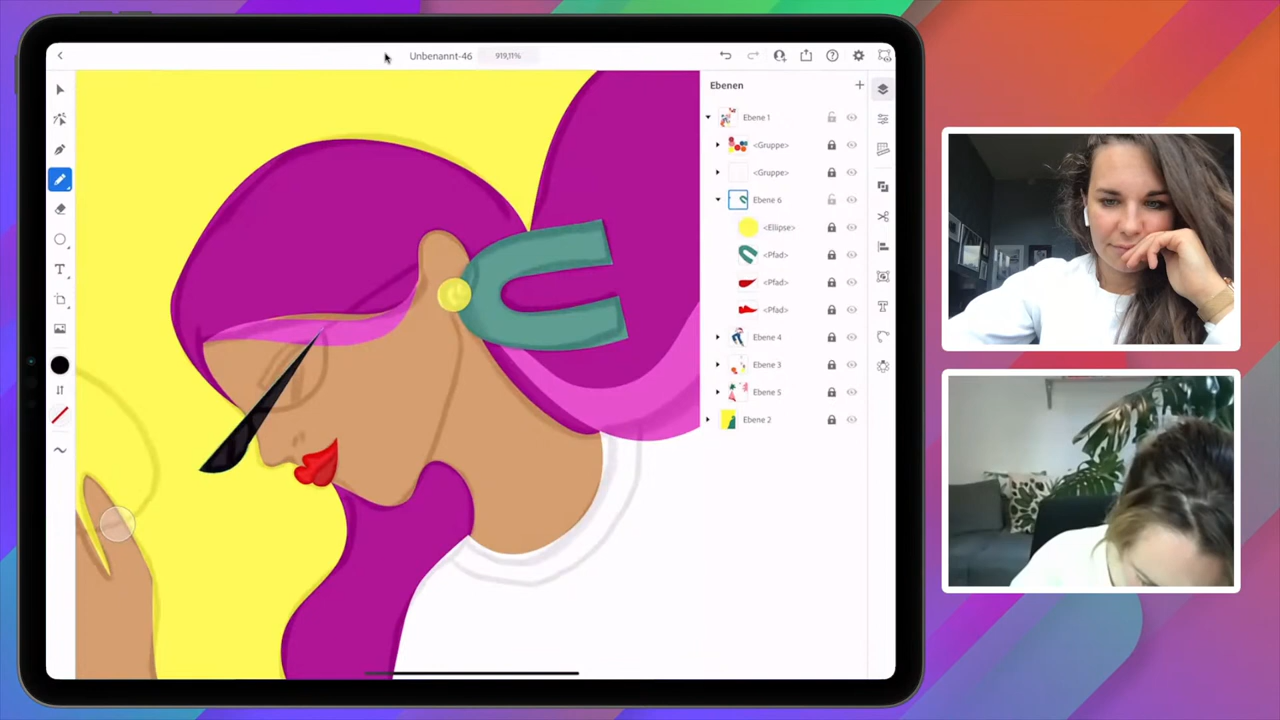 Unbenannt-46
919,11%
Ebenen
Ebene 1
<Gruppe>
<Gruppe>
Ebene 6
<Ellipse>
<Pfad>
<Pfad>
<Pfad>
Ebene 4
Ebene 3
Ebene 5
Ebene 2